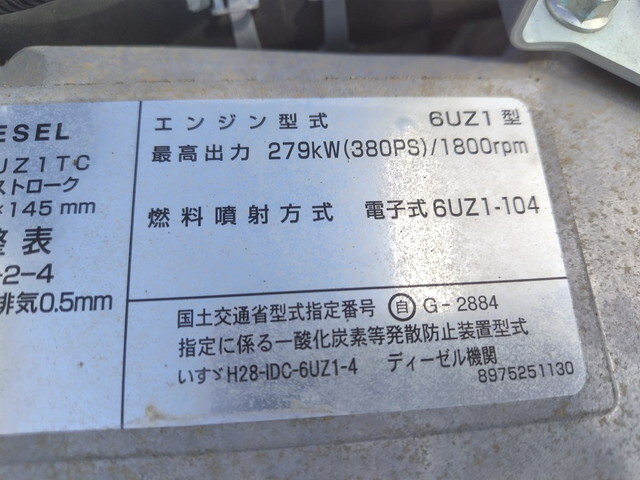 ESEL
UZ1TC
ストローク
×145 mm
整表
-2-4
排気0.5mm
エンジン型式 6UZ1型
最高出力 279kW(380PS)/1800rpm
燃料噴射方式 電子式6UZ1-104
国土交通省型式指定番号 ㊀自 G-2884
指定に係る一酸化炭素等発散防止装置型式
いすゞH28-IDC-6UZ1-4 ディーゼル機関
8975251130